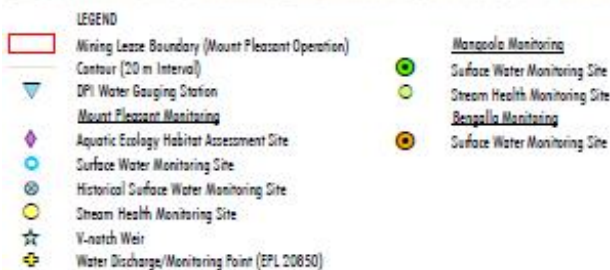 LEGEND
Mining Lease Boundary (Mount Pleasant Operation)
Contour (20 m Interval)
DPI Water Gauging Station
Mount Pleasant Monitoring
Aquatic Ecology Habitat Assessment Site
Surface Water Monitoring Site
Historical Surface Water Monitoring Site
Stream Health Monitoring Site
V-notch Weir
Water Discharge/Monitoring Point (EPL 20850)
Mangoola Monitoring
Surface Water Monitoring Site
Stream Health Monitoring Site
Bengalla Monitoring
Surface Water Monitoring Site